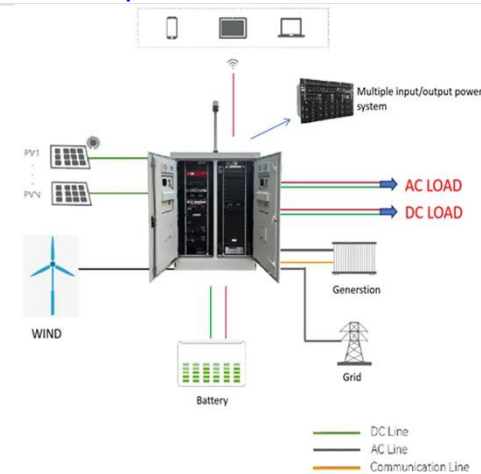 Multiple input/output power
system
PV1
PVN
AC LOAD
DC LOAD
Generstion
WIND
Grid
Battery
DC Line
AC Line
Communication Line